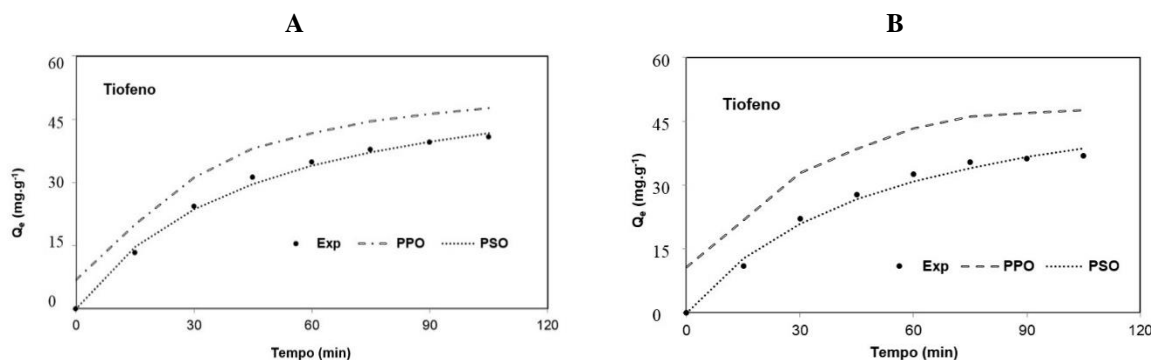 A
60
45
30
15
0
Tiofeno
Qe (mg.g-1)
Exp PPO PSO
0 30 60 90 120
Tempo (min)
B
60
45
30
15
0
Tiofeno
Qe (mg.g-1)
Exp PPO PSO
0 30 60 90 120
Tempo (min)